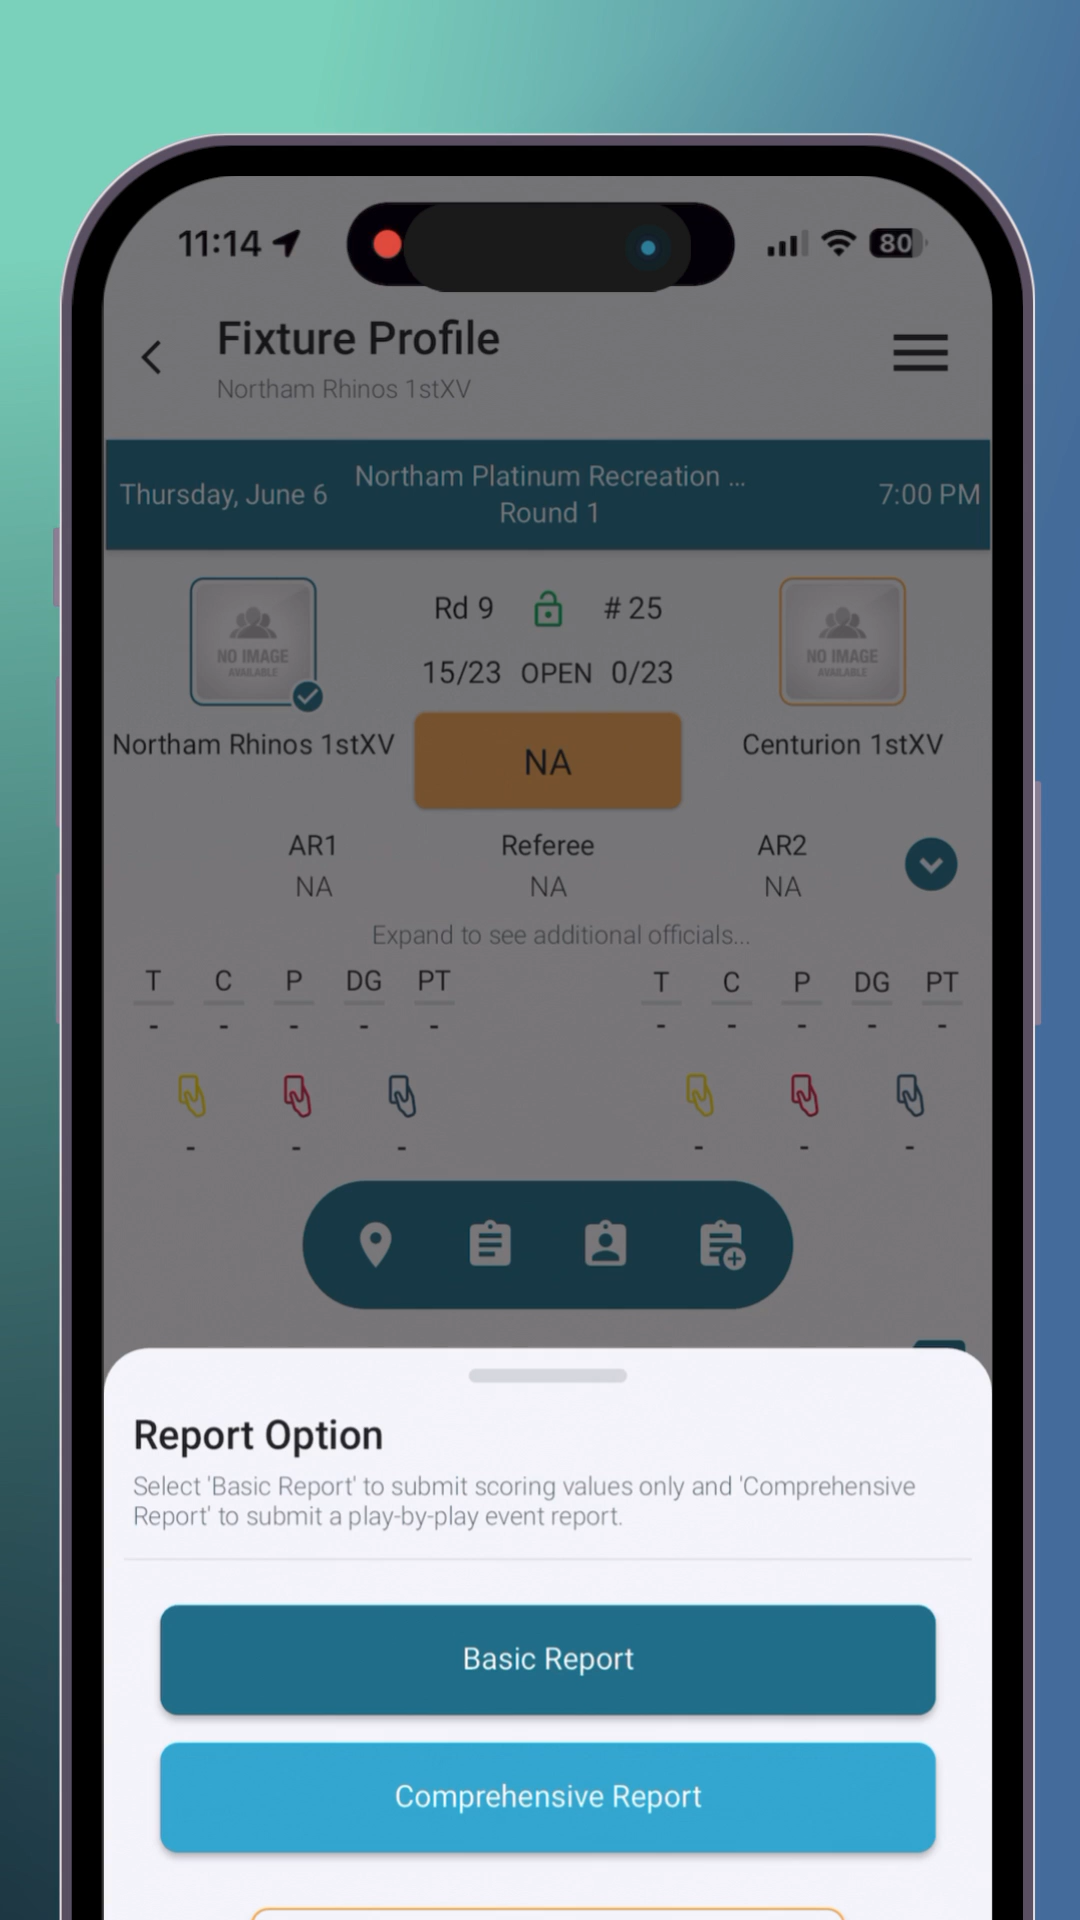 11:14
80
Fixture Profile
Northam Rhinos 1stXV
Thursday, June 6
Northam Platinum Recreation ...
Round 1
7:00 PM
NO IMAGE
AVAILABLE
Rd 9
# 25
NO IMAGE
AVAILABLE
15/23 OPEN 0/23
Northam Rhinos 1stXV
NA
Centurion 1stXV
AR1 Referee AR2
NA NA NA
Expand to see additional officials...
T C P DG PT T C P DG PT
- - - - - - - - - -
- - - - - -
Report Option
Select 'Basic Report' to submit scoring values only and 'Comprehensive
Report' to submit a play-by-play event report.
Basic Report
Comprehensive Report